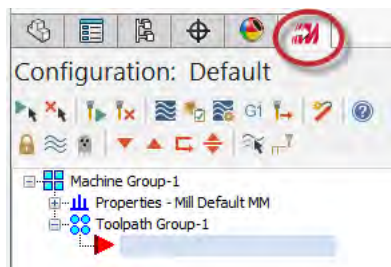 Configuration: Default
G1
Machine Group-1
Properties - Mill Default MM
Toolpath Group-1